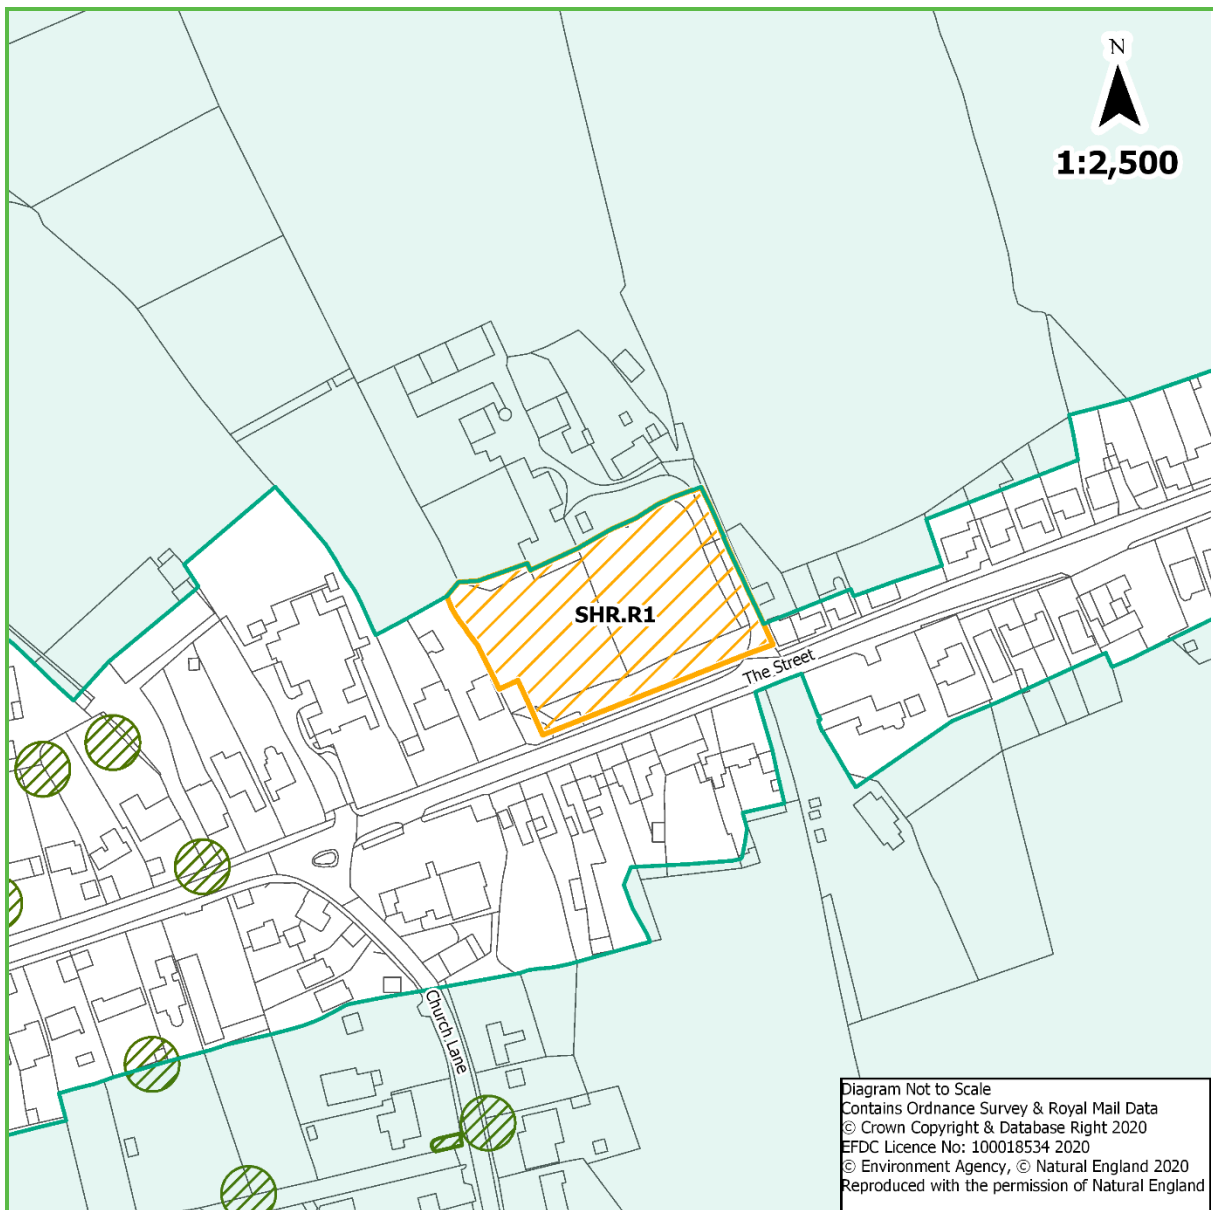 N
1:2,500
SHR.R1
The Street
Church Lane
Diagram Not to Scale
Contains Ordnance Survey & Royal Mail Data
© Crown Copyright & Database Right 2020
EFDC Licence No: 100018534 2020
© Environment Agency, © Natural England 2020
Reproduced with the permission of Natural England